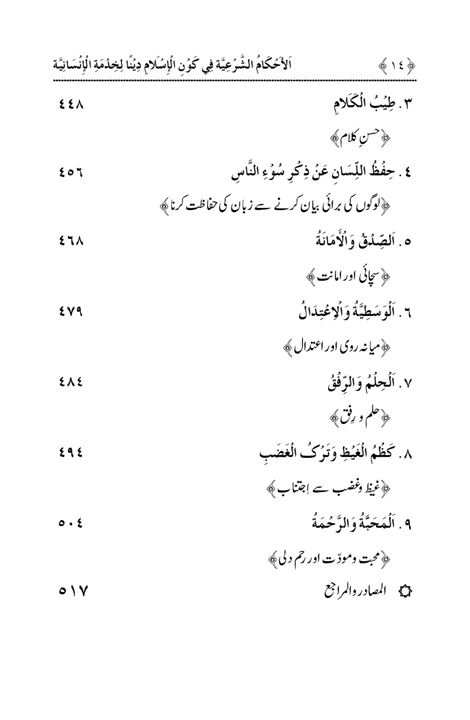 ﴿١٤﴾ اَلْأَحْكَامُ الشَّرْعِيَّة فِي كَوْنِ الْإِسْلَامِ دِيْنًا لِخِدْمَةِ الْإِنْسَانِيَّة
٣. طِيْبُ الْكَلَامِ ٤٤٨
﴿حسنِ کلام﴾
٤. حِفْظُ اللِّسَانِ عَنْ ذِكْرِ سُوْءِ النَّاسِ ٤٥٦
﴿لوگوں کی برائی بیان کرنے سے زبان کی حفاظت کرنا﴾
٥. اَلصِّدْقُ وَالْأَمَانَةُ ٤٦٨
﴿سچائی اور امانت﴾
٦. اَلْوَسَطِيَّةُ وَالْاِعْتِدَالُ ٤٧٩
﴿میانہ روی اور اعتدال﴾
٧. اَلْحِلْمُ وَالرِّفْقُ ٤٨٤
﴿حلم و رِفق﴾
٨. كَظْمُ الْغَيْظِ وَتَرْكُ الْغَضَبِ ٤٩٤
﴿غیظ وغضب سے اِجتناب﴾
٩. اَلْمَحَبَّةُ وَالرَّحْمَةُ ٥٠٤
﴿محبت ومودّت اور رحم دلی﴾
۞ المصادر والمراجع ٥١٧